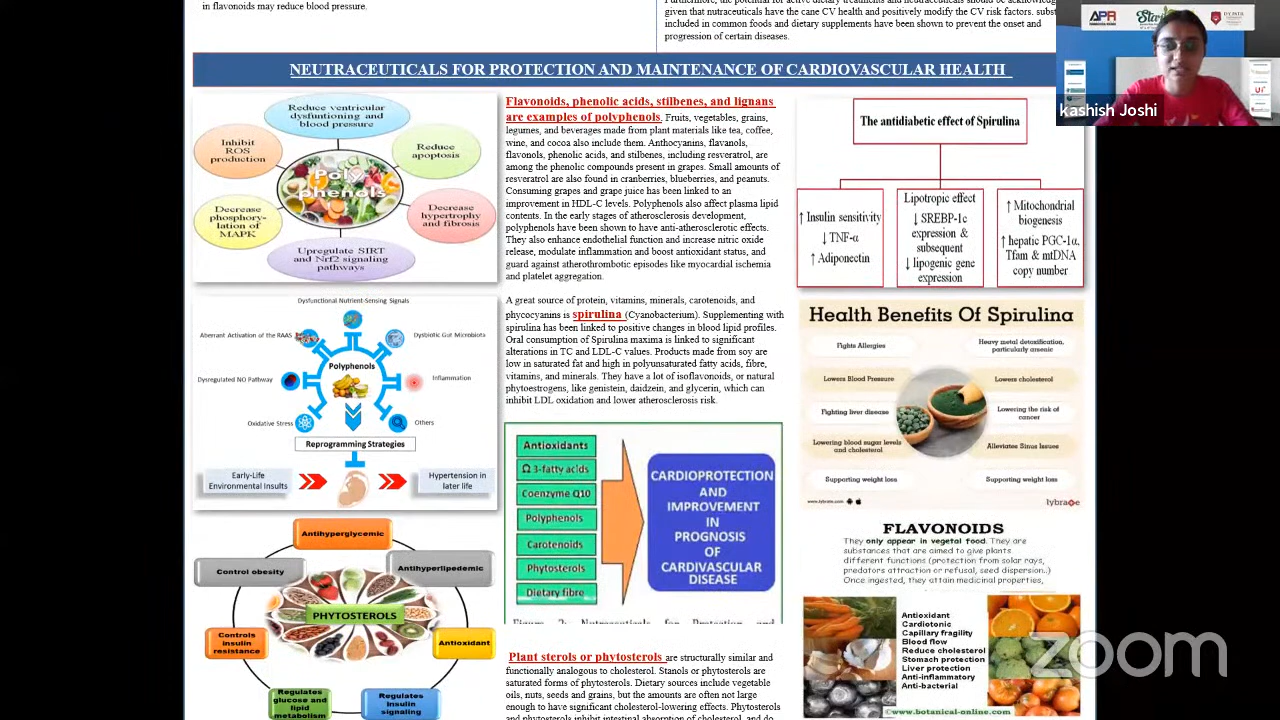 in flavonoids may reduce blood pressure.
given that nutraceuticals have CV health and positively modify the CV risk factors. subst
included in common foods and dietary supplements have been shown to prevent the onset and
progression of certain diseases.
NEUTRACEUTICALS FOR PROTECTION AND MAINTENANCE OF CARDIOVASCULAR HEALTH
Reduce ventricular
dysfuntioning and
blood pressure
Inhibit
ROS
production
Reduce
apoptosis
Poly-
phenols
Decrease
phosphory-
lation of
MAPK
Decrease
hypertrophy
and fibrosis
Upregulate SIRT
and Nrf2 signaling
pathways
Dysfunctional Nutrient-Sensing Signals
Aberrant Activation of the RAAS
Dysbiotic Gut Microbiota
Polyphenols
Dysregulated NO Pathway
Inflammation
Oxidative Stress
Others
Reprogramming Strategies
Early-Life
Environmental Insults
Hypertension in
later life
Antihyperglycemic
Control obesity
Antihyperlipedemic
PHYTOSTEROLS
Controls
insulin
resistance
Antioxidant
Regulates
glucose and
lipid
metabolism
Regulates
insulin
signaling
Flavonoids, phenolic acids, stilbenes, and lignans
are examples of polyphenols. Fruits, vegetables, grains,
legumes, and beverages made from plant materials like tea, coffee,
wine, and cocoa also include them. Anthocyanins, flavanols,
flavonols, phenolic acids, and stilbenes, including resveratrol, are
among the phenolic compounds present in grapes. Small amounts of
resveratrol are also found in cranberries, blueberries, and peanuts.
Consuming grapes and grape juice has been linked to an
improvement in HDL-C levels. Polyphenols also affect plasma lipid
content. In the early stages of atherosclerosis development,
polyphenols have been shown to have anti-atherosclerotic effects.
They also enhance endothelial function and increase nitric oxide
release, modulate inflammation and boost antioxidant status, and
guard against atherothrombotic episodes like myocardial ischemia
and platelet aggregation.
A great source of protein, vitamins, minerals, carotenoids, and
phycocyanins is spirulina (Cyanobacterium). Supplementing with
spirulina has been linked to positive changes in blood lipid profiles.
Oral consumption of Spirulina maxima is linked to significant
alterations in TC and LDL-C values. Products made from soy are
low in saturated fat and high in polyunsaturated fatty acids, fibre,
vitamins, and minerals. They have a lot of isoflavonoids, or natural
phytoestrogens, like genistein, daidzein, and glycerin, which can
inhibit LDL oxidation and lower atherosclerosis risk.
Antioxidants
Ω 3-fatty acids
Coenzyme Q10
Polyphenols
Carotenoids
Phytosterols
Dietary fibre
CARDIOPROTECTION
AND
IMPROVEMENT
IN
PROGNOSIS
OF
CARDIVASCULAR
DISEASE
Plant sterols or phytosterols are structurally similar and
functionally analogous to cholesterol. Stanols or phytosterols are
saturated forms of phytosterols. Dietary sources include vegetable
oils, nuts, seeds and grains, but the amounts are often not large
enough to have significant cholesterol-lowering effects. Phytosterols
and phytosterols inhibit intestinal absorption of cholesterol, and do
The antidiabetic effect of Spirulina
↑ Insulin sensitivity
↓ TNF-α
↑ Adiponectin
Lipotropic effect
↓ SREBP-1c
expression &
subsequent
↓ lipogenic gene
expression
↑ Mitochondrial
biogenesis
↑ hepatic PGC-1α,
Tfam & mtDNA
copy number
Health Benefits Of Spirulina
Fights Allergies
Heavy metal detoxification,
particularly arsenic
Lowers Blood Pressure
Lowers cholesterol
Fighting liver disease
Lowering the risk of
cancer
Lowering blood sugar levels
and cholesterol
Alleviates Sinus Issues
Supporting weight loss
Supporting weight loss
www.lybrate.com
lybrate
FLAVONOIDS
They only appear in vegetal food. They are
substances that are aimed to give plants
different functions (protection from solar rays,
predators attraction or refusal, seed dispersion..)
Once ingested, they attain medicinal properties,
Antioxidant
Cardiotonic
Capillary fragility
Blood flow
Reduce cholesterol
Stomach protection
Liver protection
Anti-inflammatory
Anti-bacterial
©www.botanical-online.com
APR
kashish Joshi
zoom